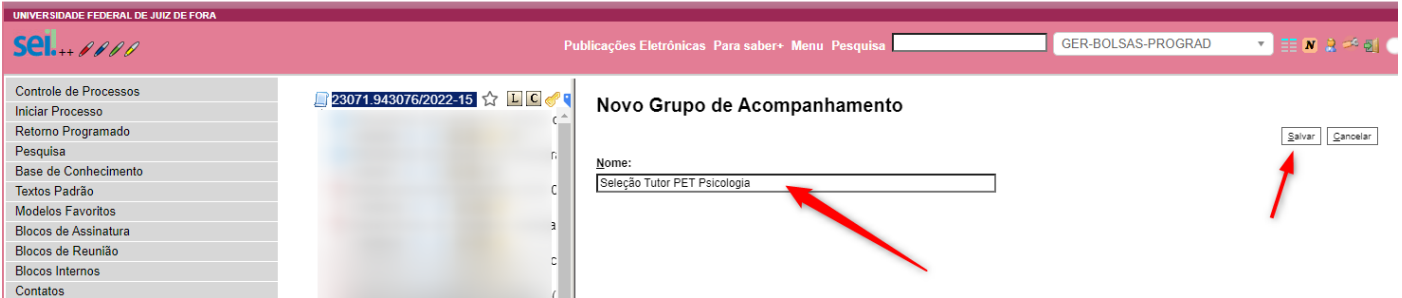 UNIVERSIDADE FEDERAL DE JUIZ DE FORA
sei. ++
Publicações Eletrônicas Para saber+ Menu Pesquisa GER-BOLSAS-PROGRAD
N
Controle de Processos
Iniciar Processo
Retorno Programado
Pesquisa
Base de Conhecimento
Textos Padrão
Modelos Favoritos
Blocos de Assinatura
Blocos de Reunião
Blocos Internos
Contatos
23071.943076/2022-15 L C
Novo Grupo de Acompanhamento
Salvar Cancelar
Nome:
Seleção Tutor PET Psicologia